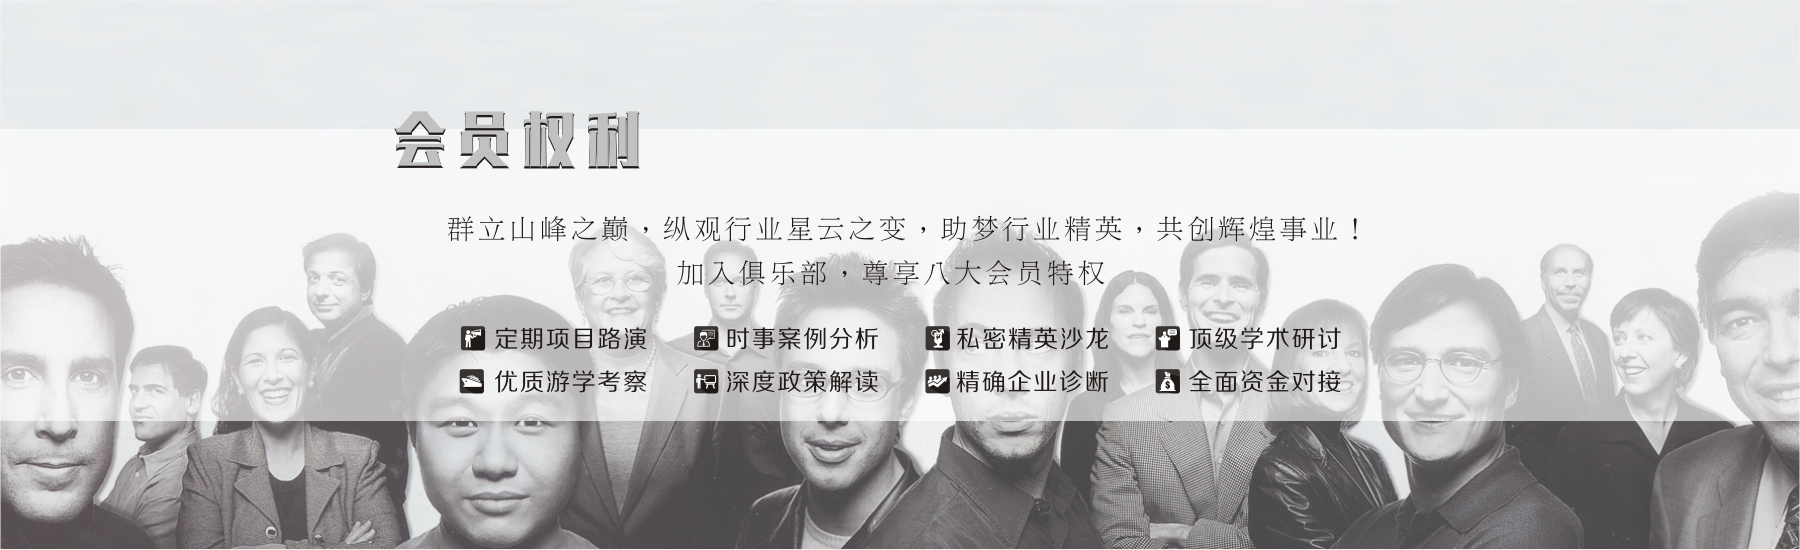 会员权利
群立山峰之巅，纵观行业星云之变，助梦行业精英，共创辉煌事业！
加入俱乐部，尊享八大会员特权
定期项目路演 时事案例分析 私密精英沙龙 顶级学术研讨
优质游学考察 深度政策解读 精确企业诊断 全面资金对接